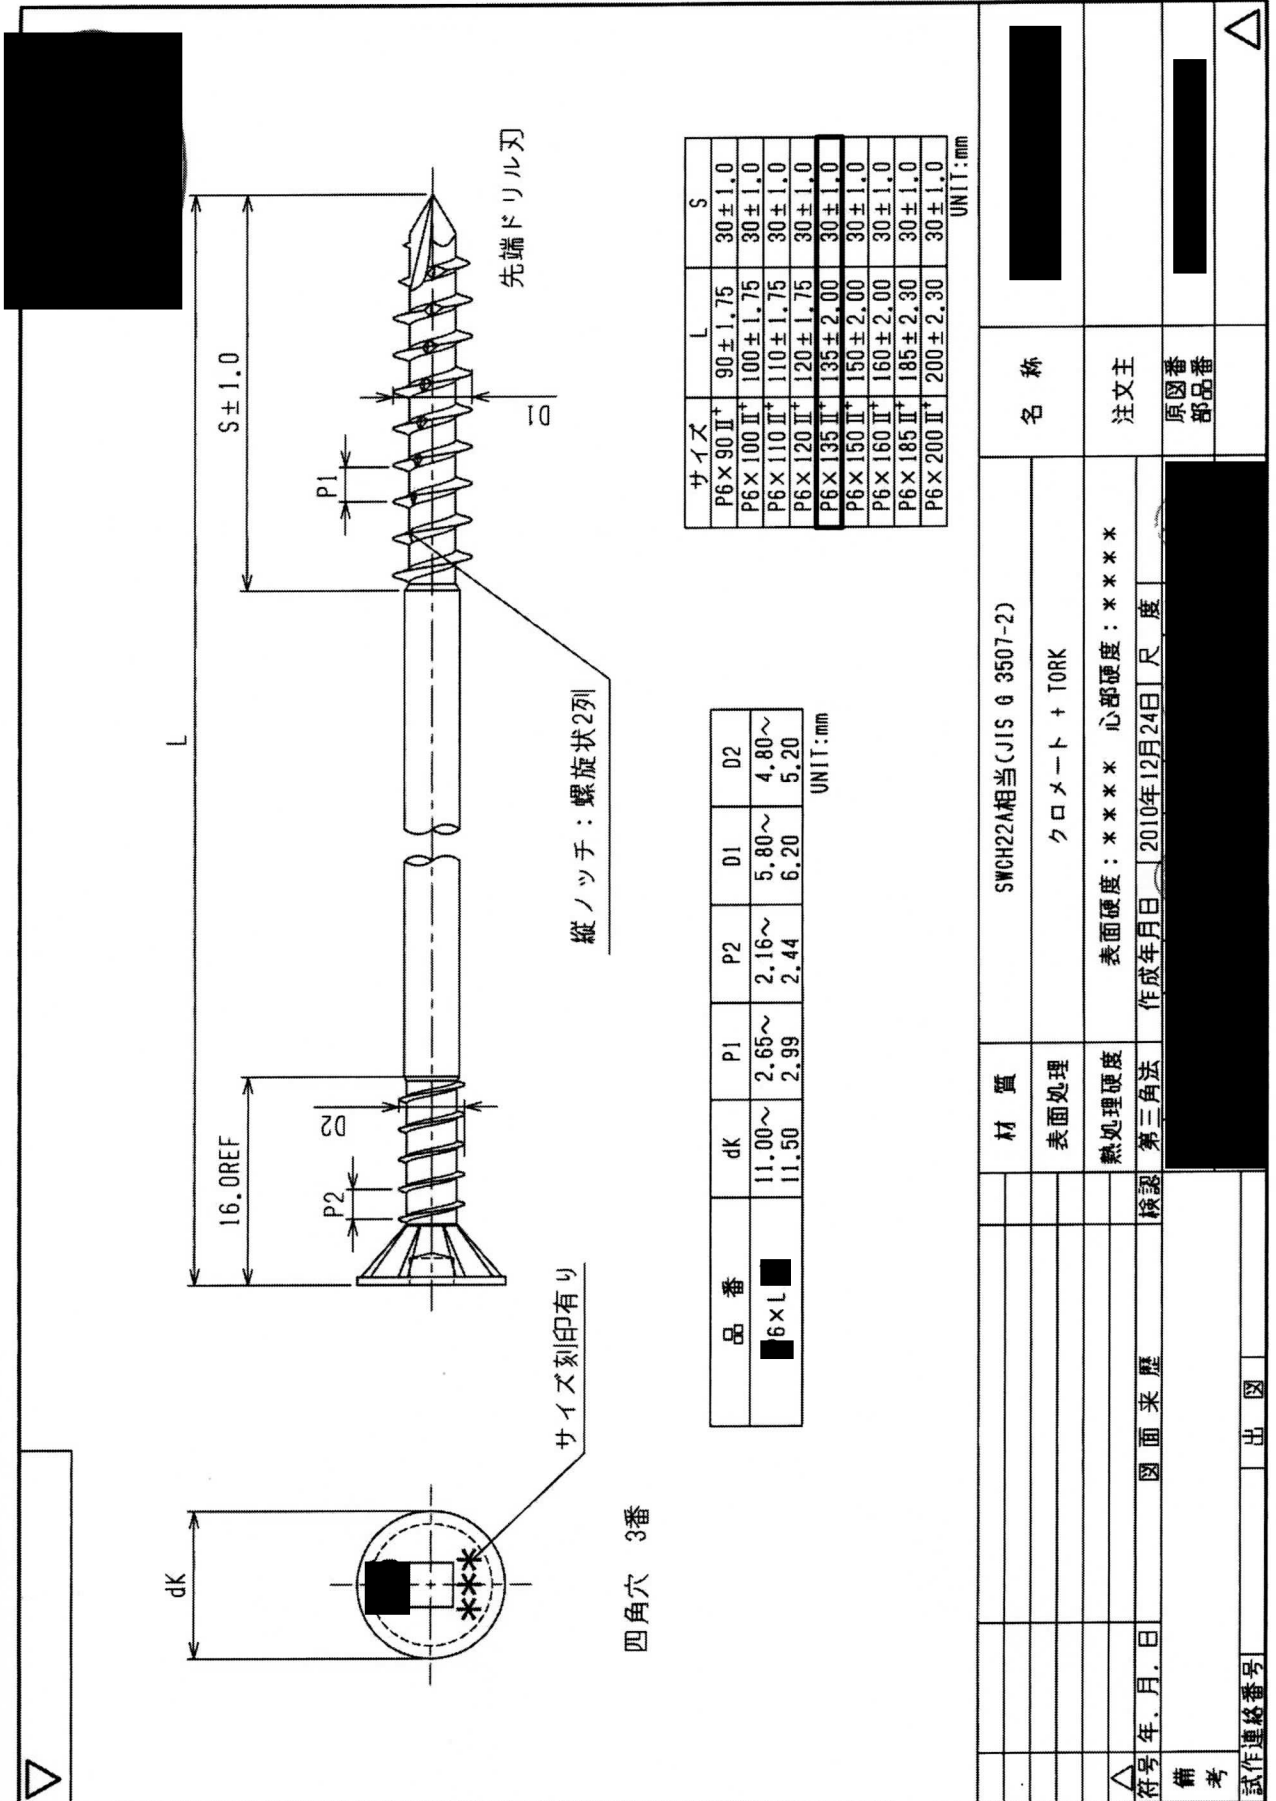 L
S±1.0
16.0REF
P1
P2
D1
D2
dK
先端ドリル刃
縦ノッチ：螺旋状2列
サイズ刻印有り
***
四角穴 3番
品 番 dK P1 P2 D1 D2
6×L 11.00～ 2.65～ 2.16～ 5.80～ 4.80～
11.50 2.99 2.44 6.20 5.20
UNIT:mm
サイズ L S
P6×90Ⅱ+ 90±1.75 30±1.0
P6×100Ⅱ+ 100±1.75 30±1.0
P6×110Ⅱ+ 110±1.75 30±1.0
P6×120Ⅱ+ 120±1.75 30±1.0
P6×135Ⅱ+ 135±2.00 30±1.0
P6×150Ⅱ+ 150±2.00 30±1.0
P6×160Ⅱ+ 160±2.00 30±1.0
P6×185Ⅱ+ 185±2.30 30±1.0
P6×200Ⅱ+ 200±2.30 30±1.0
UNIT:mm
材 質 SWCH22A相当(JIS G 3507-2) 名 称
表面処理 クロメート + TORK
熱処理硬度 表面硬度：**** 心部硬度：**** 注文主
符号 年.月.日 図面来歴 検認 第三角法 作成年月日 2010年12月24日 尺 度 原図番
部品番
備考
試作連絡番号 出 図